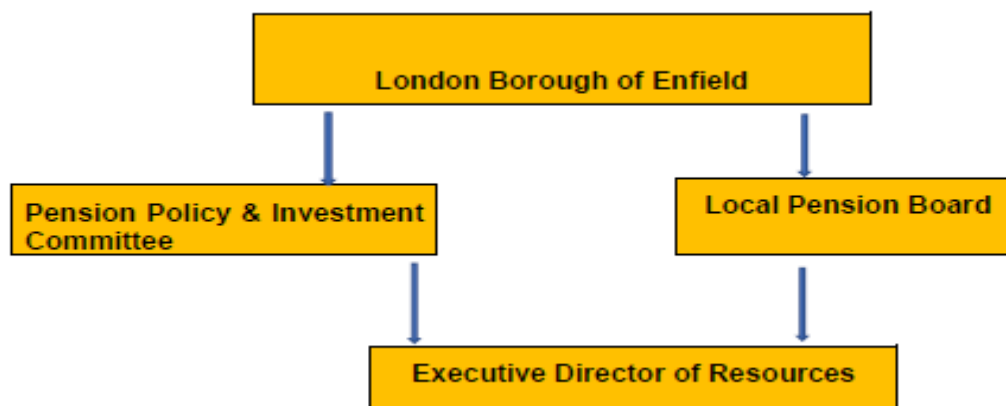 London Borough of Enfield
Pension Policy & Investment
Committee
Local Pension Board
Executive Director of Resources